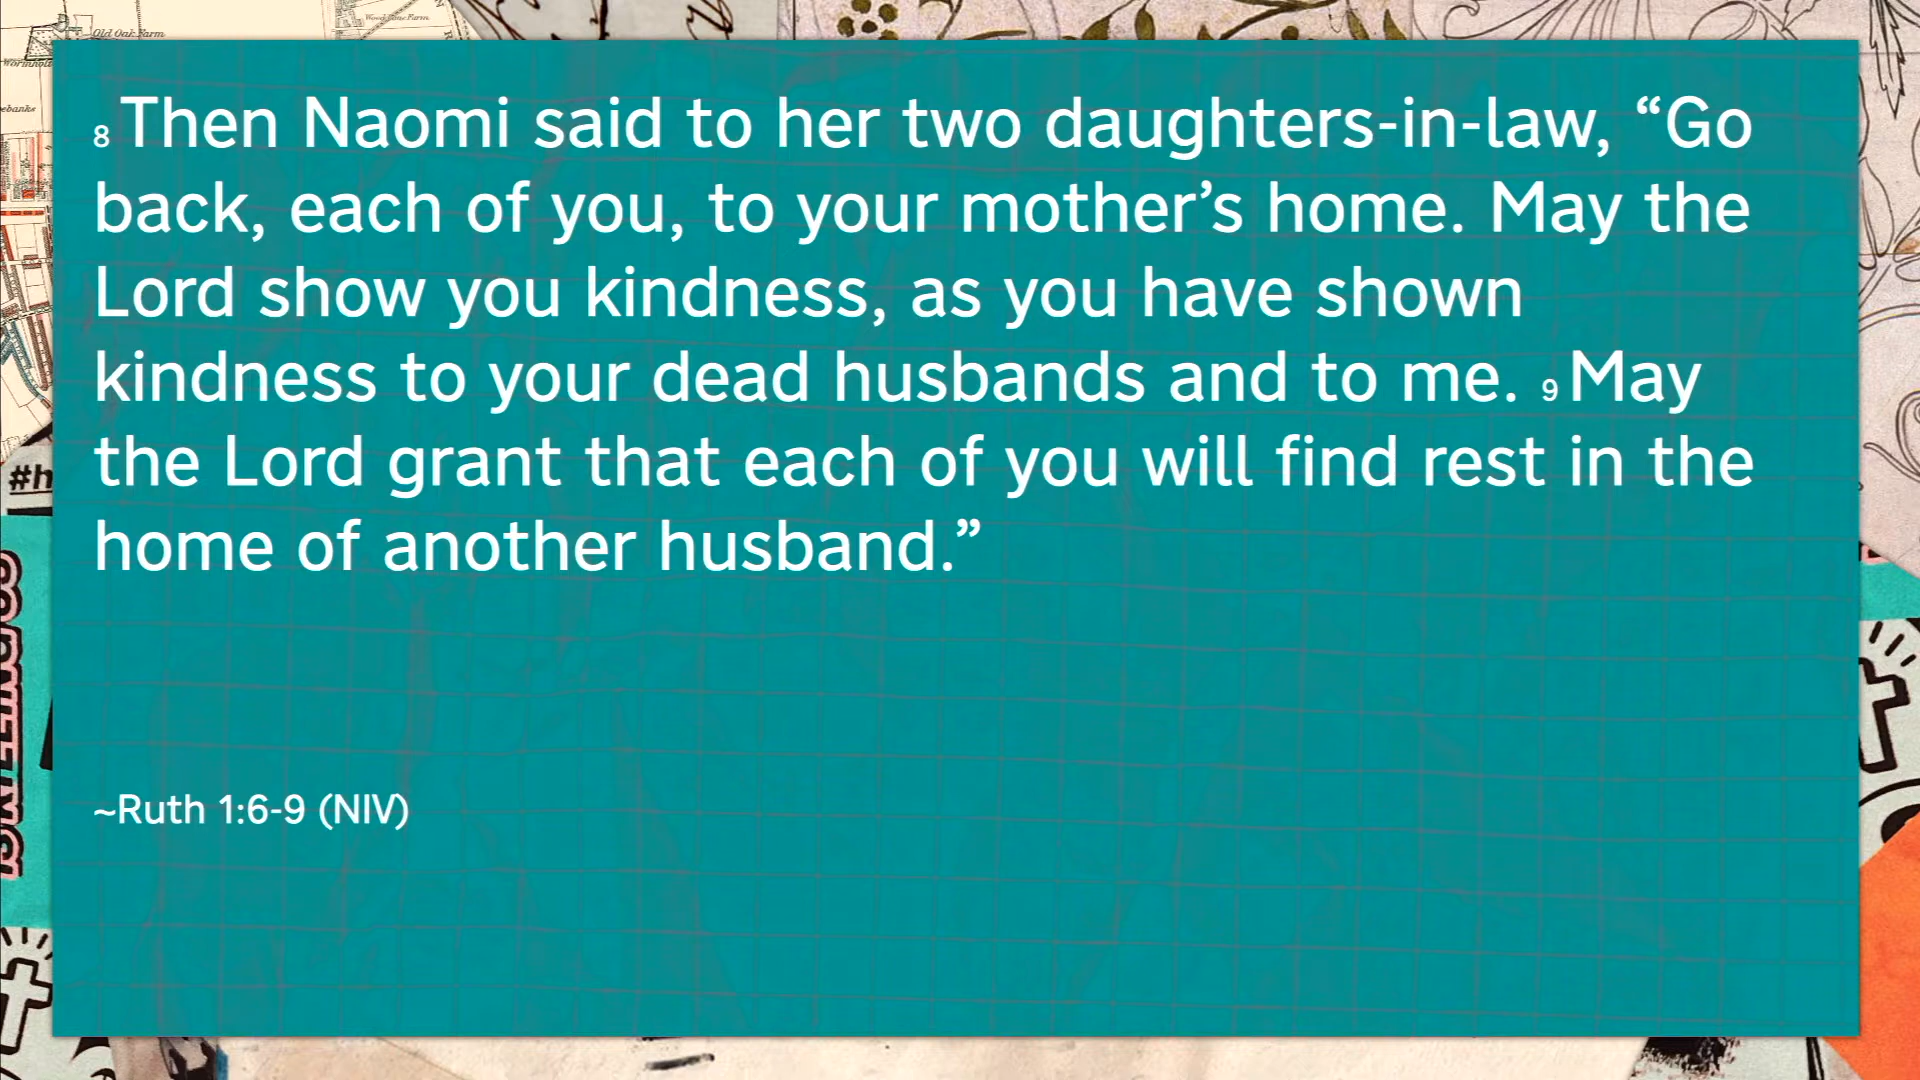 Old Oak Farm
8 Then Naomi said to her two daughters-in-law, “Go
back, each of you, to your mother’s home. May the
Lord show you kindness, as you have shown
kindness to your dead husbands and to me. 9 May
the Lord grant that each of you will find rest in the
home of another husband.”
~Ruth 1:6-9 (NIV)
#h